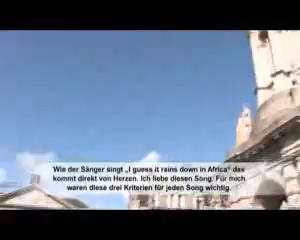 Wie der Sänger singt „I guess it rains down in Africa“ das
kommt direkt von Herzen. Ich liebe diesen Song. Für mich
waren diese drei Kriterien für jeden Song wichtig.